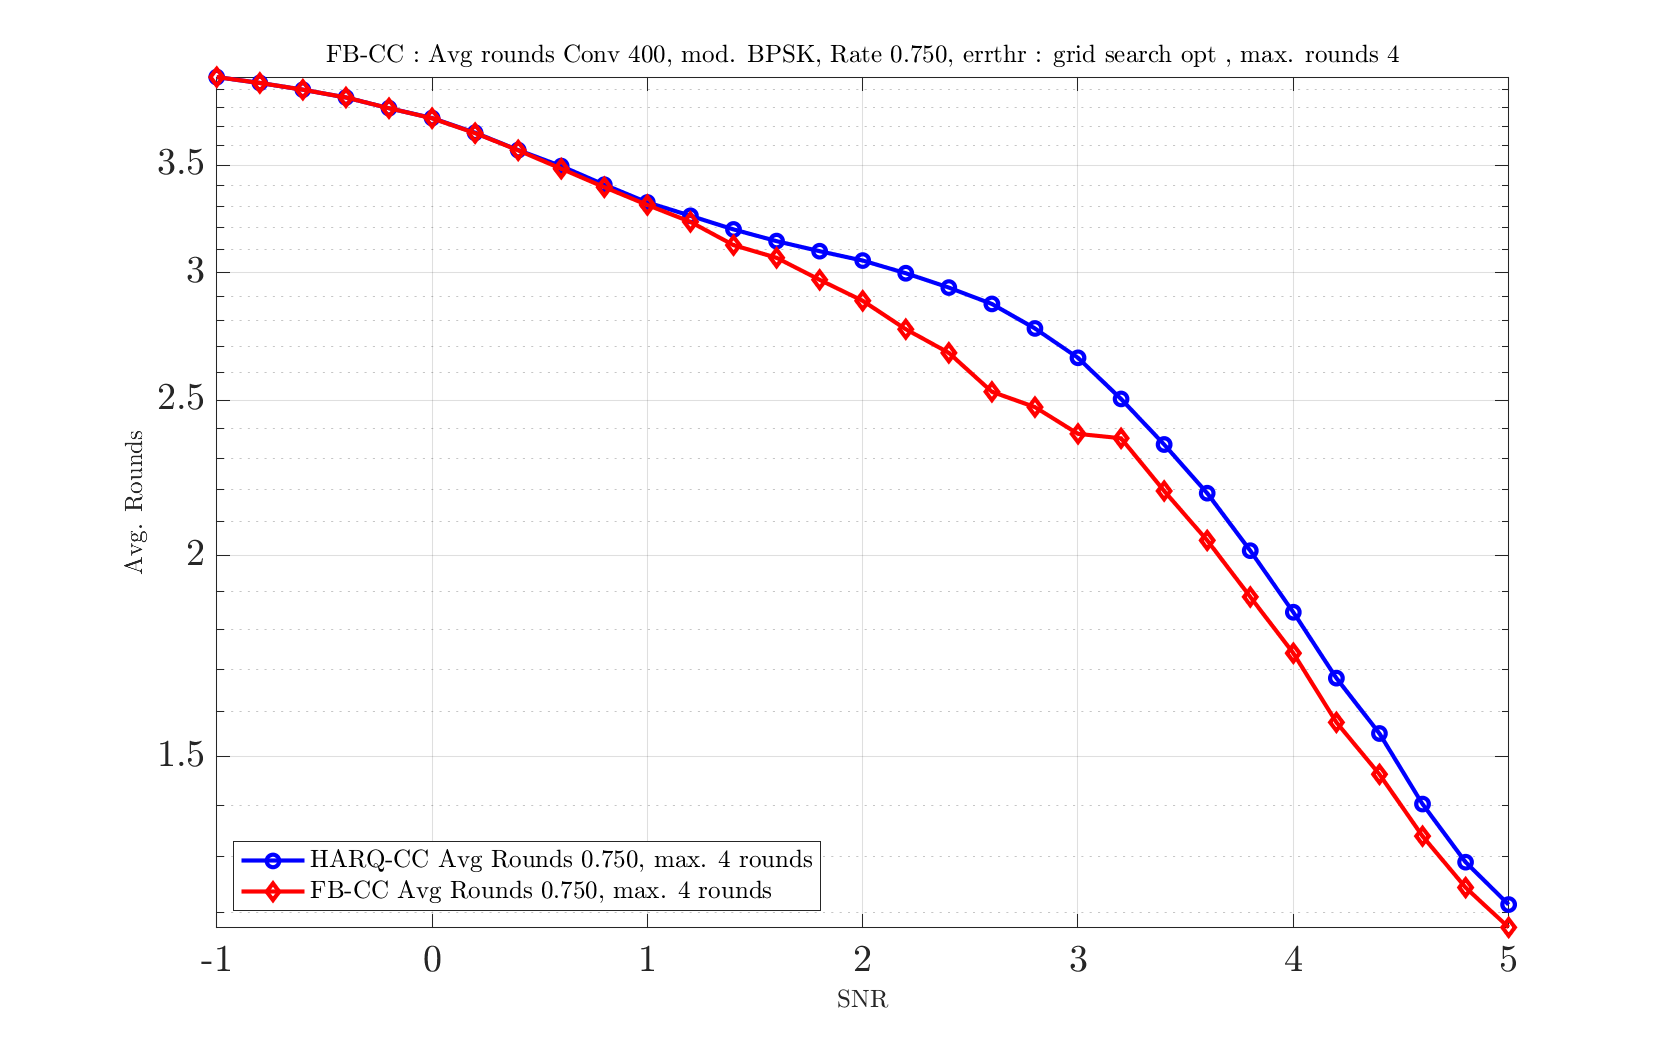 FB-CC : Avg rounds Conv 400, mod. BPSK, Rate 0.750, errthr : grid search opt , max. rounds 4
3.5
3
2.5
2
1.5
Avg. Rounds
HARQ-CC Avg Rounds 0.750, max. 4 rounds
FB-CC Avg Rounds 0.750, max. 4 rounds
-1 0 1 2 3 4 5
SNR